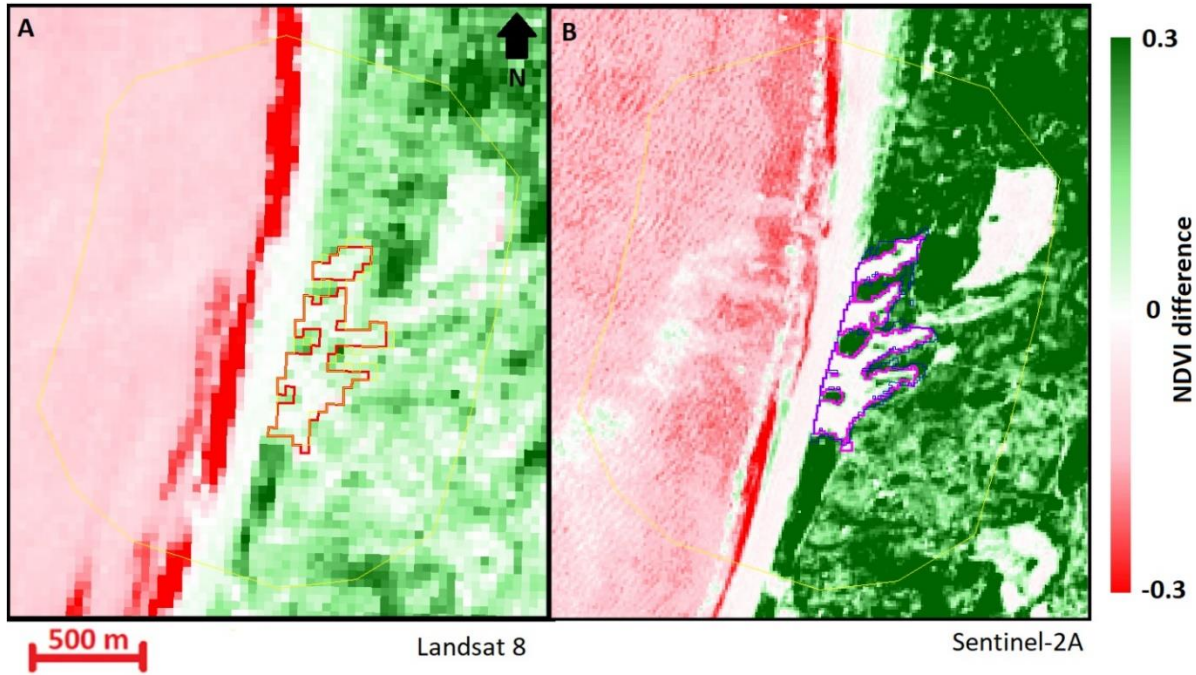 A
N
B
0.3
0
NDVI difference
-0.3
500 m
Landsat 8
Sentinel-2A